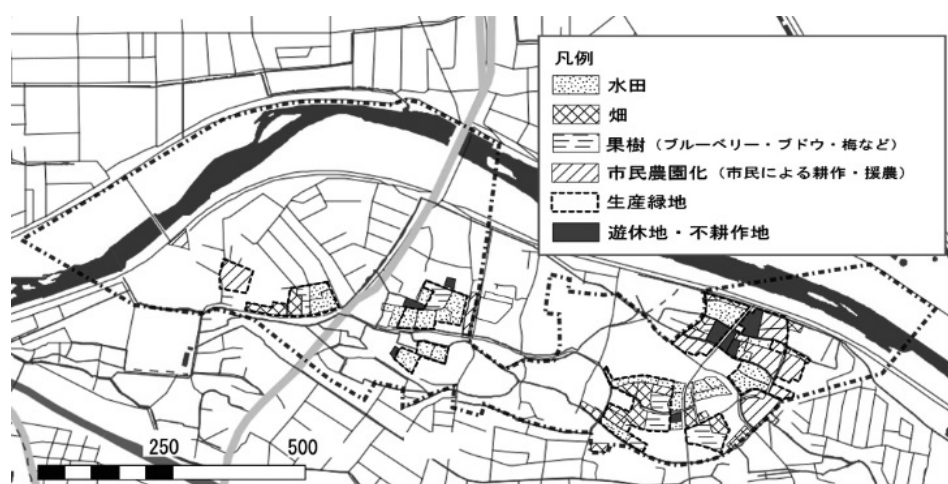 凡例
水田
畑
果樹（ブルーベリー・ブドウ・梅など）
市民農園化（市民による耕作・援農）
生産緑地
遊休地・不耕作地
250 500